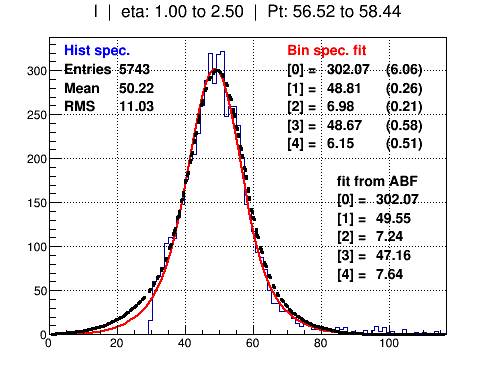 I | eta: 1.00 to 2.50 | Pt: 56.52 to 58.44
Hist spec.
Entries 5743
Mean 50.22
RMS 11.03
Bin spec. fit
[0] = 302.07 (6.06)
[1] = 48.81 (0.26)
[2] = 6.98 (0.21)
[3] = 48.67 (0.58)
[4] = 6.15 (0.51)
fit from ABF
[0] = 302.07
[1] = 49.55
[2] = 7.24
[3] = 47.16
[4] = 7.64
300
250
200
150
100
50
0
0 20 40 60 80 100